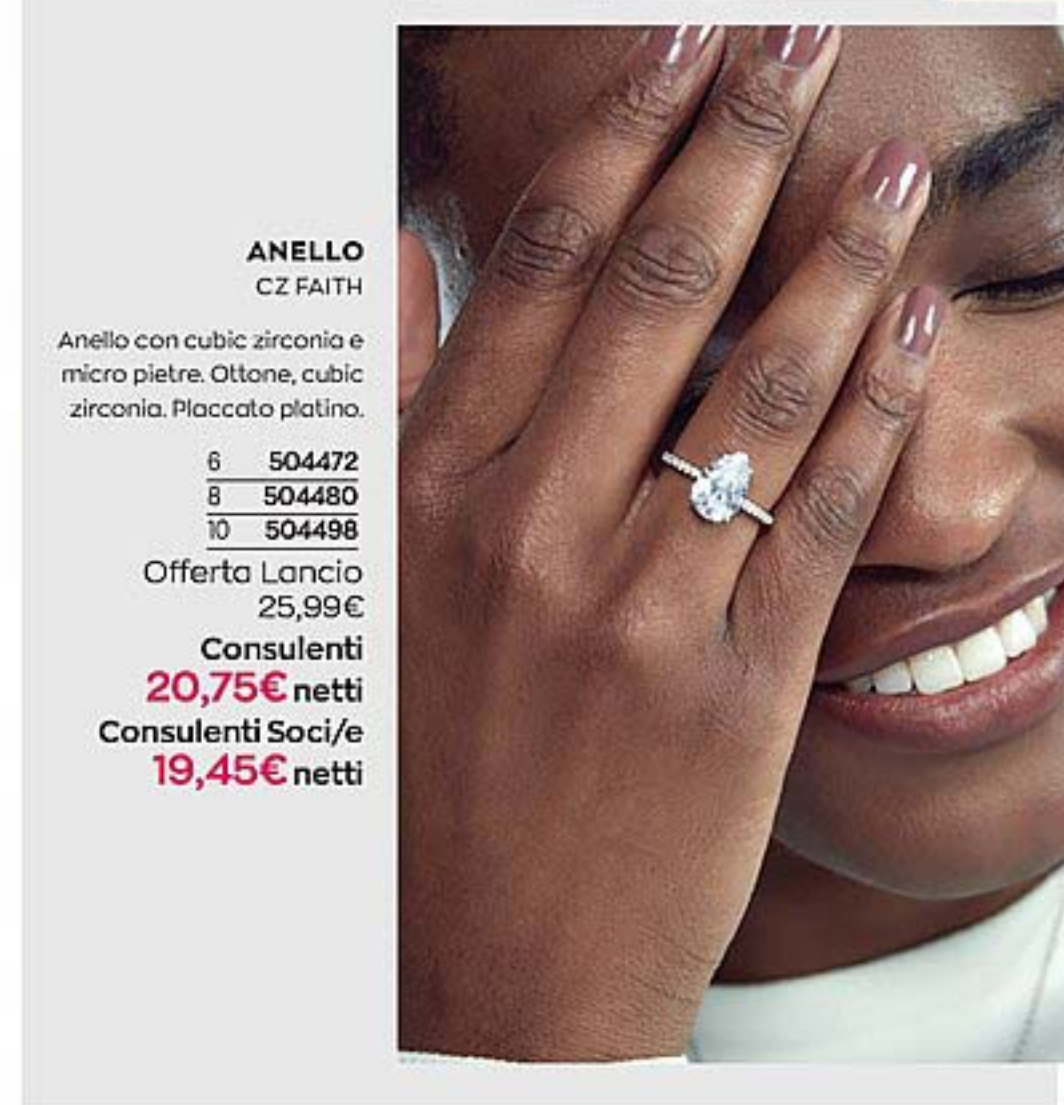 ANELLO
CZ FAITH
Anello con cubic zirconia e
micro pietre. Ottone, cubic
zirconia. Placcato platino.
6 504472
8 504480
10 504498
Offerta Lancio
25,99€
Consulenti
20,75€ netti
Consulenti Soci/e
19,45€ netti